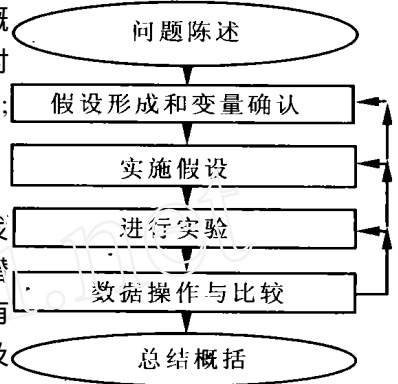 问题陈述
假设形成和变量确认
实施假设
进行实验
数据操作与比较
总结概括